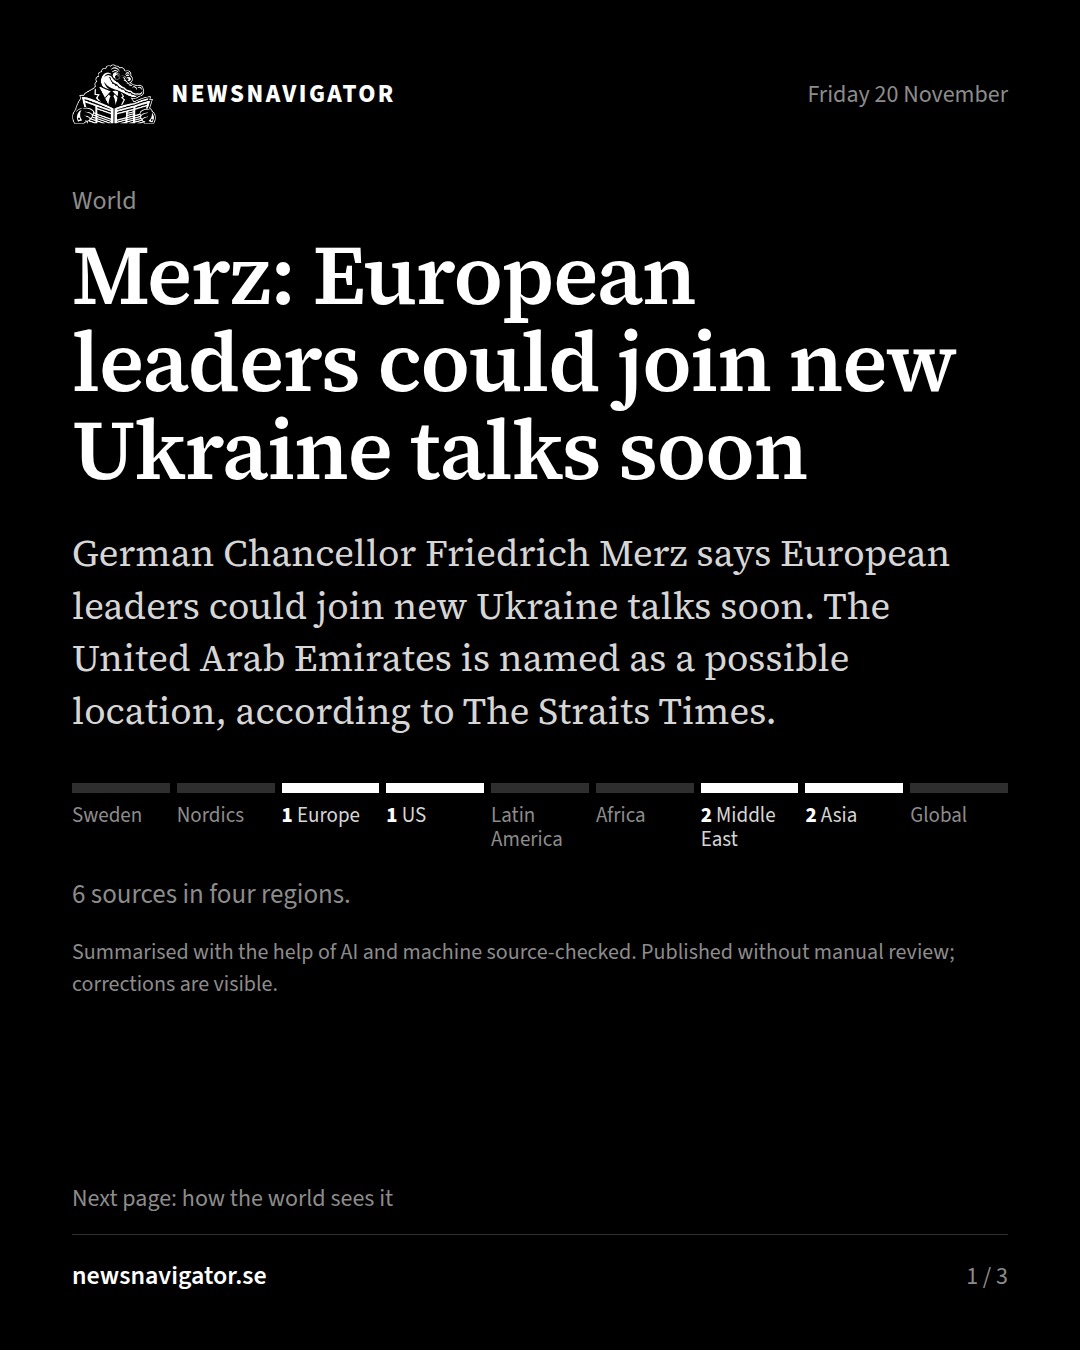 NEWSNAVIGATOR
Friday 20 November
World
Merz: European
leaders could join new
Ukraine talks soon
German Chancellor Friedrich Merz says European
leaders could join new Ukraine talks soon. The
United Arab Emirates is named as a possible
location, according to The Straits Times.
Sweden
Nordics
1 Europe
1 US
Latin
America
Africa
2 Middle
East
2 Asia
Global
6 sources in four regions.
Summarised with the help of AI and machine source-checked. Published without manual review;
corrections are visible.
Next page: how the world sees it
newsnavigator.se
1 / 3